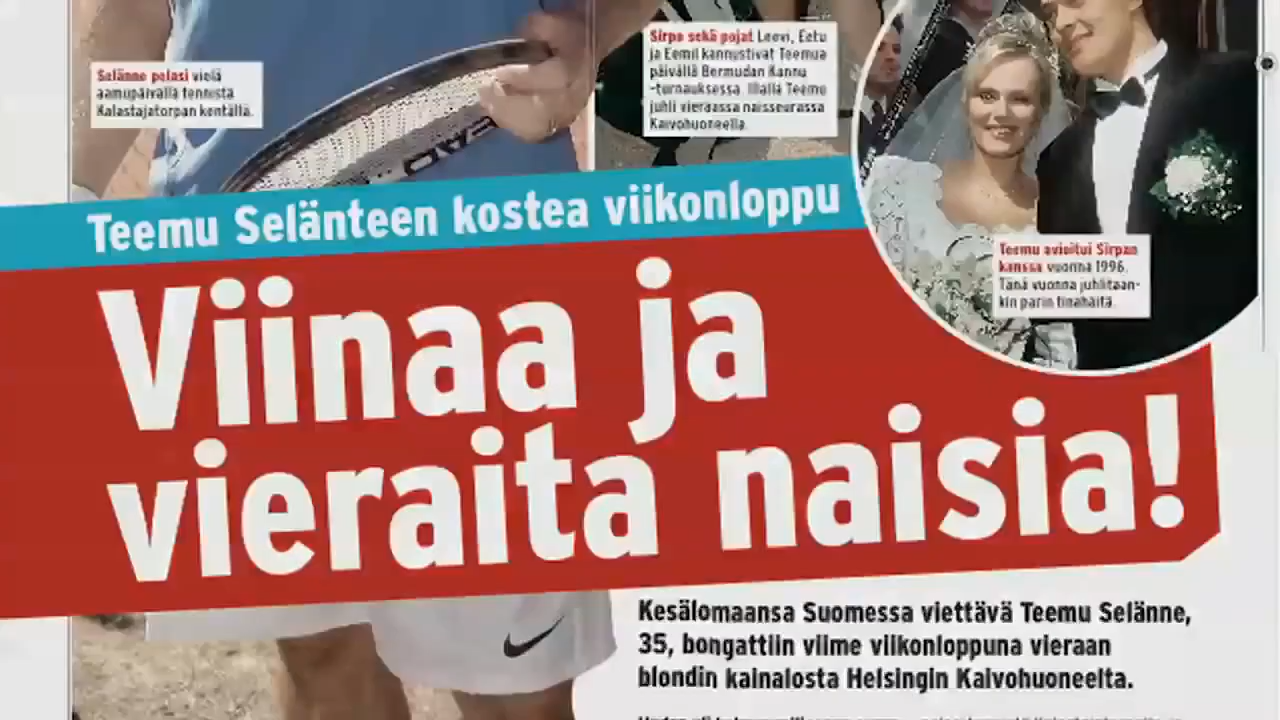 Selänne pelasi vielä
aamupäivällä tennistä
Kalastajatorpan kentällä.
Sirpa sekä pojat Leevi, Eetu
ja Eemil kannustivat Teemua
päivällä Bermudan Kannu
-turnauksessa. Illalla Teemu
juhli vieraassa naisseurassa
Kaivohuoneella.
HEAD
Teemu avioitui Sirpan
kanssa vuonna 1996.
Tänä vuonna juhlitaan-
kin parin tinahäitä.
Teemu Selänteen kostea viikonloppu
Viinaa ja
vieraita naisia!
Kesälomaansa Suomessa viettävä Teemu Selänne,
35, bongattiin viime viikonloppuna vieraan
blondin kainalosta Helsingin Kaivohuoneelta.